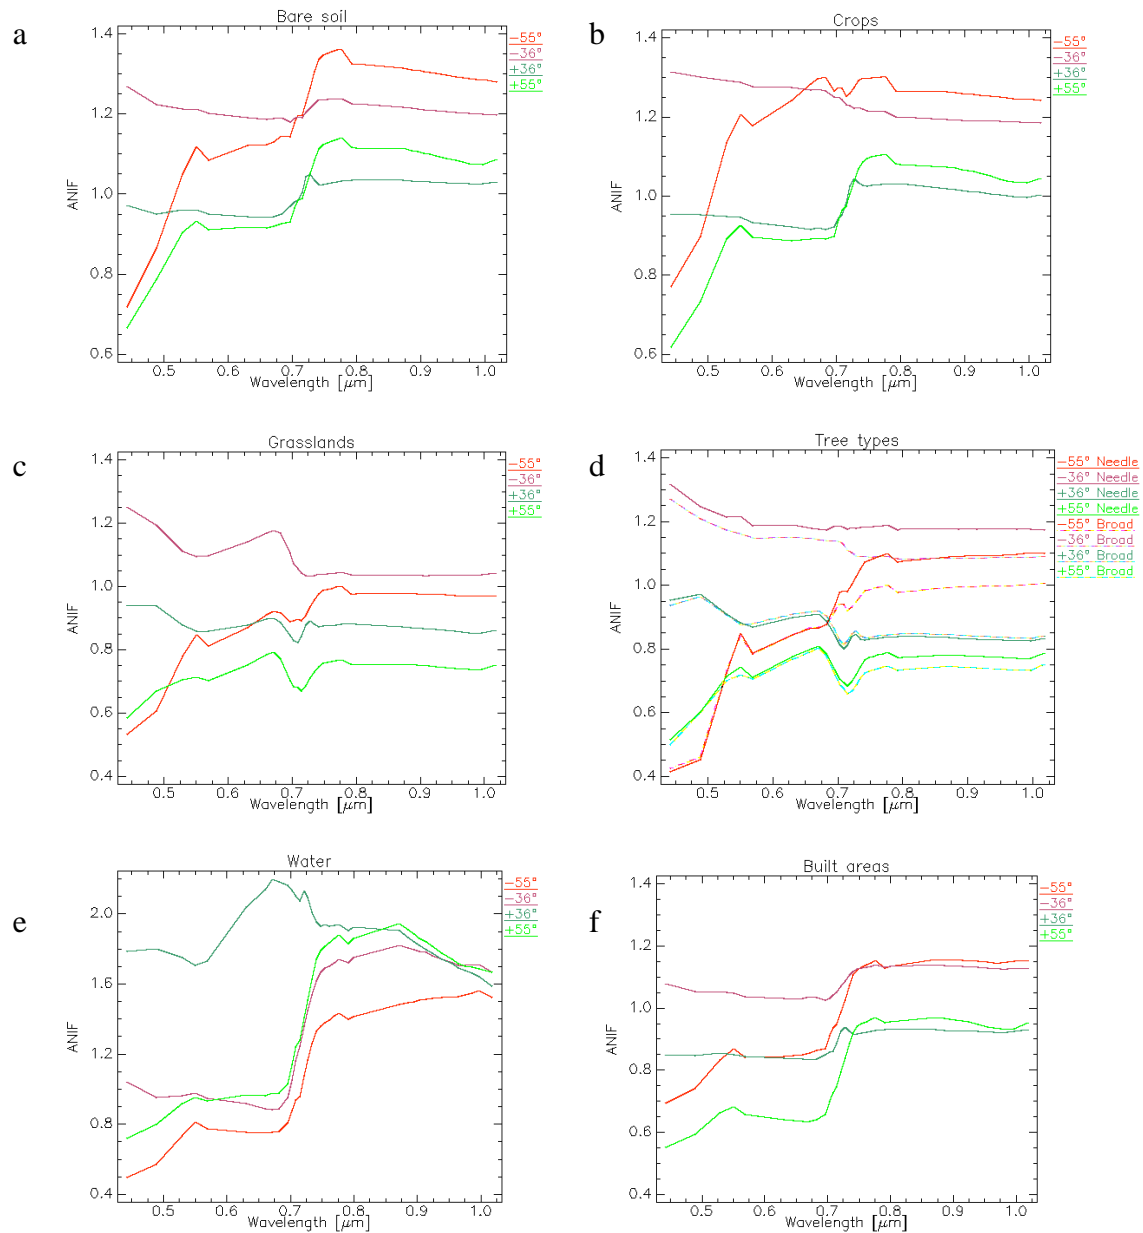 a
Bare soil
1.4
1.2
1.0
0.8
0.6
ANIF
0.5 0.6 0.7 0.8 0.9 1.0
Wavelength [μm]
−55°
−36°
+36°
+55°
b
Crops
1.4
1.2
1.0
0.8
0.6
ANIF
0.5 0.6 0.7 0.8 0.9 1.0
Wavelength [μm]
−55°
−36°
+36°
+55°
c
Grasslands
1.4
1.2
1.0
0.8
0.6
0.4
ANIF
0.5 0.6 0.7 0.8 0.9 1.0
Wavelength [μm]
−55°
−36°
+36°
+55°
d
Tree types
1.4
1.2
1.0
0.8
0.6
0.4
ANIF
0.5 0.6 0.7 0.8 0.9 1.0
Wavelength [μm]
−55° Needle
−36° Needle
+36° Needle
+55° Needle
−55° Broad
−36° Broad
+36° Broad
+55° Broad
e
Water
2.0
1.6
1.2
0.8
0.4
ANIF
0.5 0.6 0.7 0.8 0.9 1.0
Wavelength [μm]
−55°
−36°
+36°
+55°
f
Built areas
1.4
1.2
1.0
0.8
0.6
0.4
ANIF
0.5 0.6 0.7 0.8 0.9 1.0
Wavelength [μm]
−55°
−36°
+36°
+55°